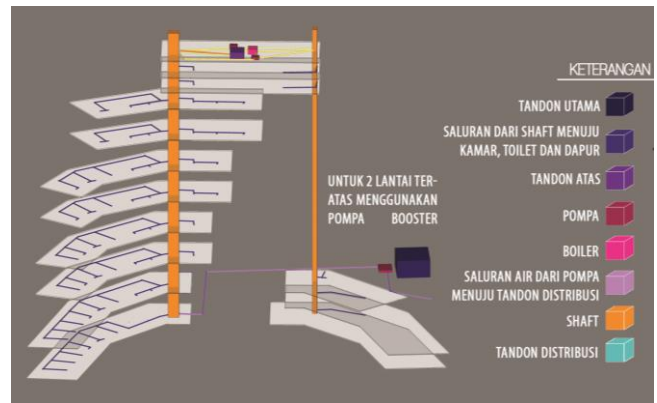 KETERANGAN
TANDON UTAMA
SALURAN DARI SHAFT MENUJU
KAMAR, TOILET DAN DAPUR
TANDON ATAS
UNTUK 2 LANTAI TER-
ATAS MENGGUNAKAN
POMPA BOOSTER
POMPA
BOILER
SALURAN AIR DARI POMPA
MENUJU TANDON DISTRIBUSI
SHAFT
TANDON DISTRIBUSI